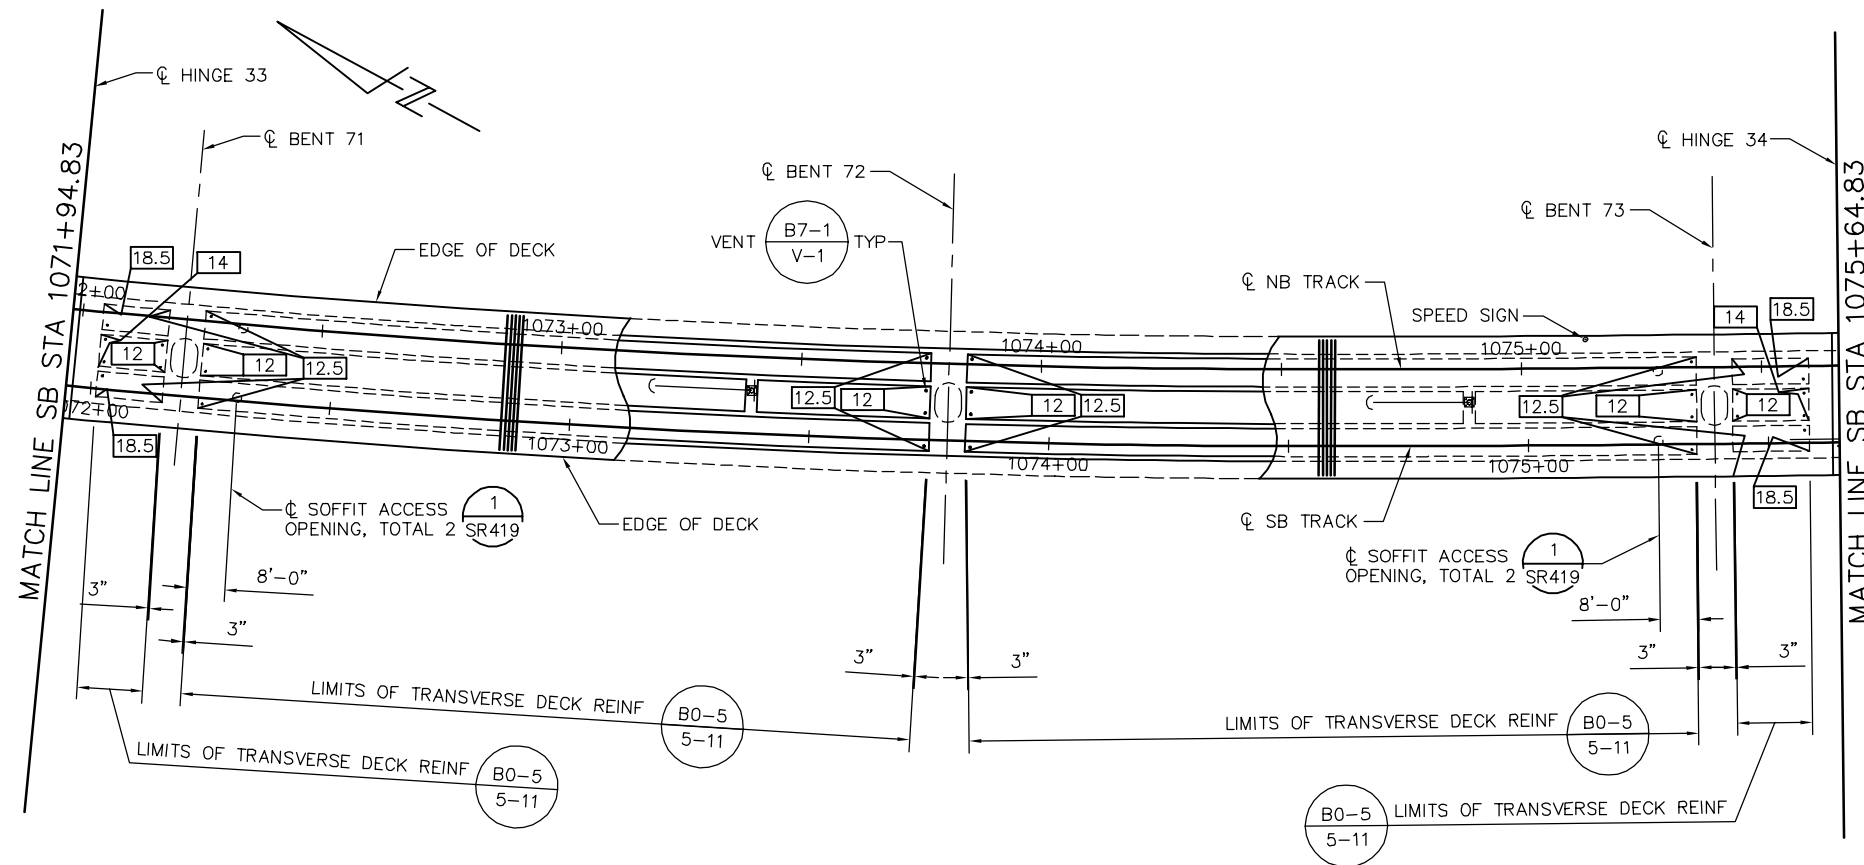 ℄ HINGE 33
℄ BENT 71
MATCH LINE SB STA 1071+94.83
18.5
14
EDGE OF DECK
℄ BENT 72
VENT B7-1 TYP
V-1
℄ HINGE 34
℄ BENT 73
℄ NB TRACK
SPEED SIGN
14
18.5
MATCH LINE SB STA 1075+64.83
2+00
1073+00
1074+00
1075+00
12
12
12.5
12.5
12
12
12.5
12.5
12
12
072+00
1073+00
1074+00
1075+00
18.5
18.5
℄ SOFFIT ACCESS
OPENING, TOTAL 2
1
SR419
EDGE OF DECK
℄ SB TRACK
℄ SOFFIT ACCESS
OPENING, TOTAL 2
1
SR419
3"
8'-0"
3"
3"
3"
8'-0"
3"
3"
LIMITS OF TRANSVERSE DECK REINF
B0-5
5-11
LIMITS OF TRANSVERSE DECK REINF
B0-5
5-11
LIMITS OF TRANSVERSE DECK REINF
B0-5
5-11
B0-5
5-11
LIMITS OF TRANSVERSE DECK REINF